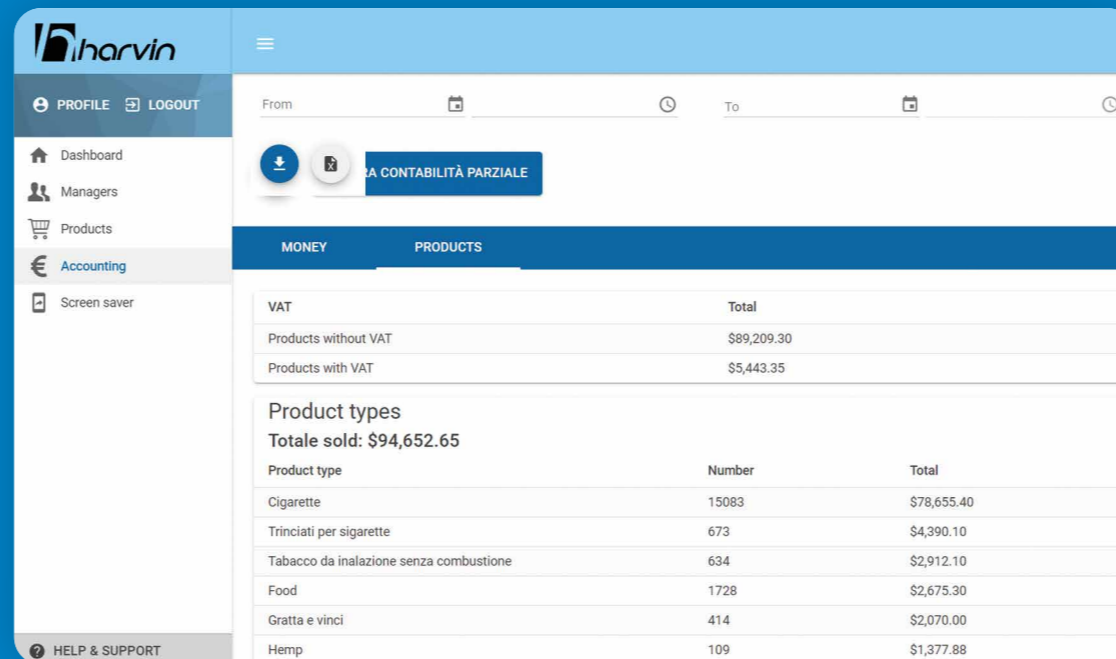 harvin
PROFILE LOGOUT
Dashboard
Managers
Products
Accounting
Screen saver
HELP & SUPPORT
From To
CONTABILITÀ PARZIALE
MONEY PRODUCTS
VAT Total
Products without VAT $89,209.30
Products with VAT $5,443.35
Product types
Totale sold: $94,652.65
Product type Number Total
Cigarette 15083 $78,655.40
Trinciati per sigarette 673 $4,390.10
Tabacco da inalazione senza combustione 634 $2,912.10
Food 1728 $2,675.30
Gratta e vinci 414 $2,070.00
Hemp 109 $1,377.88